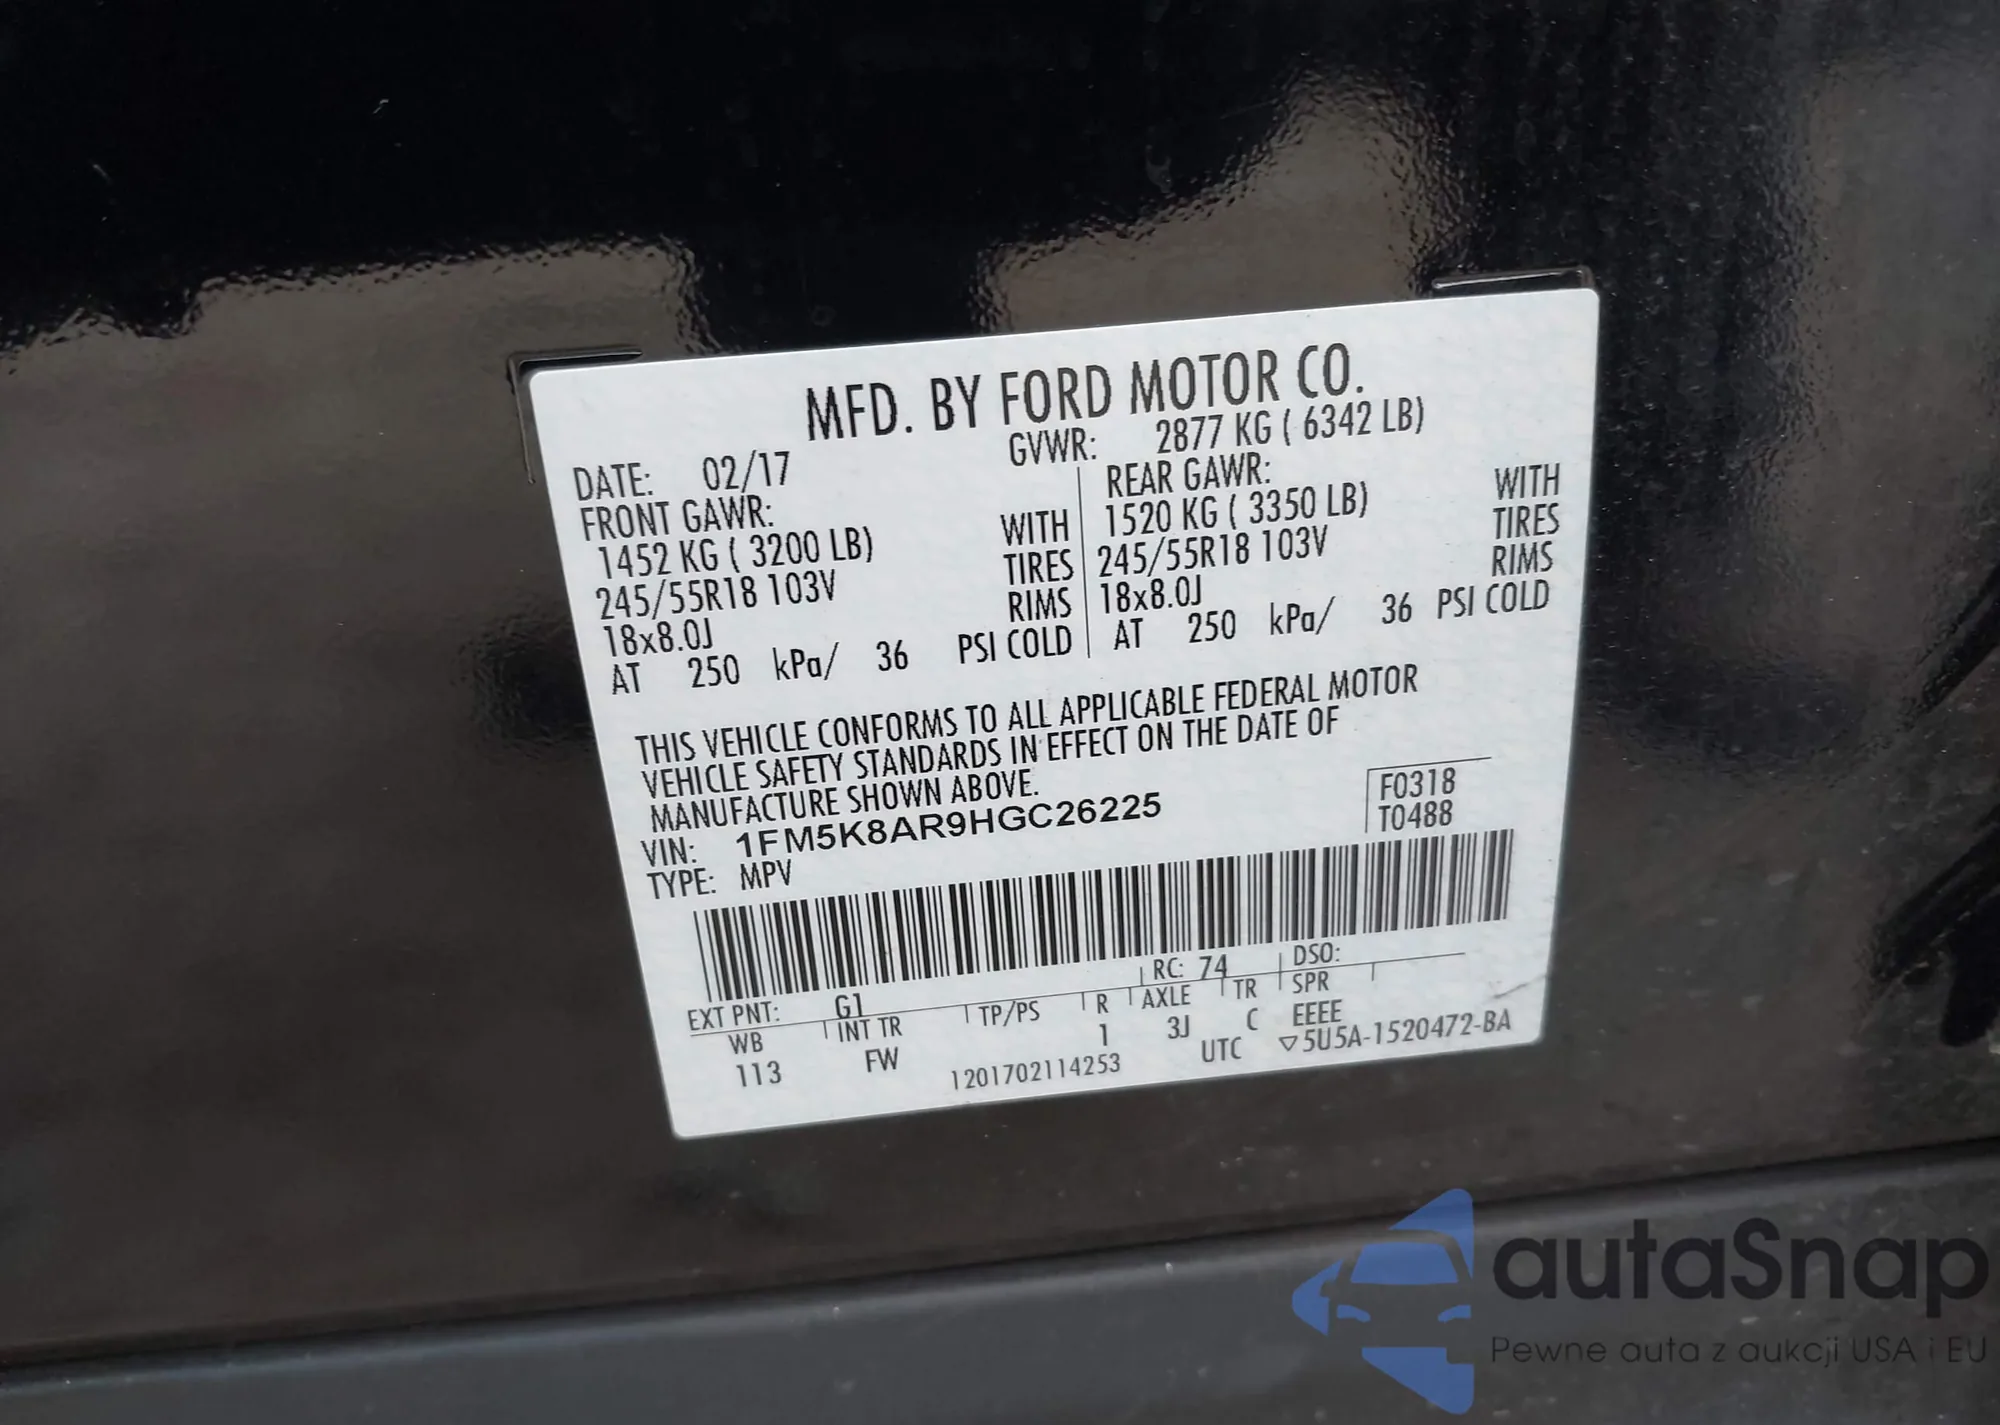 MFD. BY FORD MOTOR CO.
DATE: 02/17 GVWR: 2877 KG ( 6342 LB)
FRONT GAWR: REAR GAWR:
1452 KG ( 3200 LB) WITH 1520 KG ( 3350 LB) WITH
245/55R18 103V TIRES 245/55R18 103V TIRES
18x8.0J RIMS 18x8.0J RIMS
AT 250 kPa/ 36 PSI COLD AT 250 kPa/ 36 PSI COLD
THIS VEHICLE CONFORMS TO ALL APPLICABLE FEDERAL MOTOR
VEHICLE SAFETY STANDARDS IN EFFECT ON THE DATE OF
MANUFACTURE SHOWN ABOVE.
VIN: 1FM5K8AR9HGC26225 F0318
TYPE: MPV T0488
EXT PNT: G1 RC: 74 DSO:
WB INT TR TP/PS R AXLE TR SPR
113 FW 1 3J C EEEE
1201702114253 UTC ▽5U5A-1520472-BA
autaSnap
Pewne auta z aukcji USA i EU